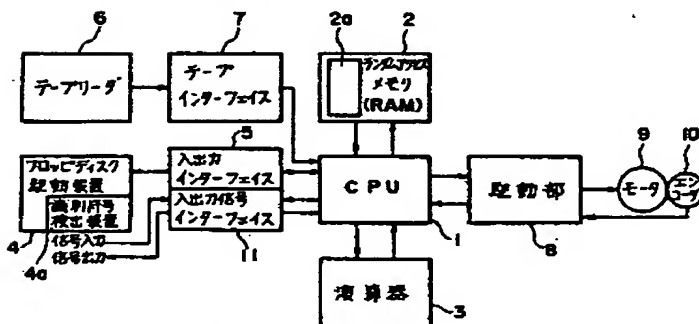 6
7
2a
2
テープリーダ
テープ
インターフェイス
ランダムアクセス
メモリ
(RAM)
5
フロッピディスク
駆動装置
識別符号
検出装置
4
4a
入出力
インターフェイス
入出力信号
インターフェイス
11
信号入力
信号出力
CPU
1
駆動部
8
9
モータ
10
エン
コーダ
演算器
3